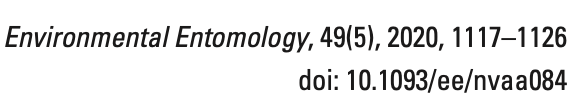 Environmental Entomology, 49(5), 2020, 1117–1126
doi: 10.1093/ee/nvaa084